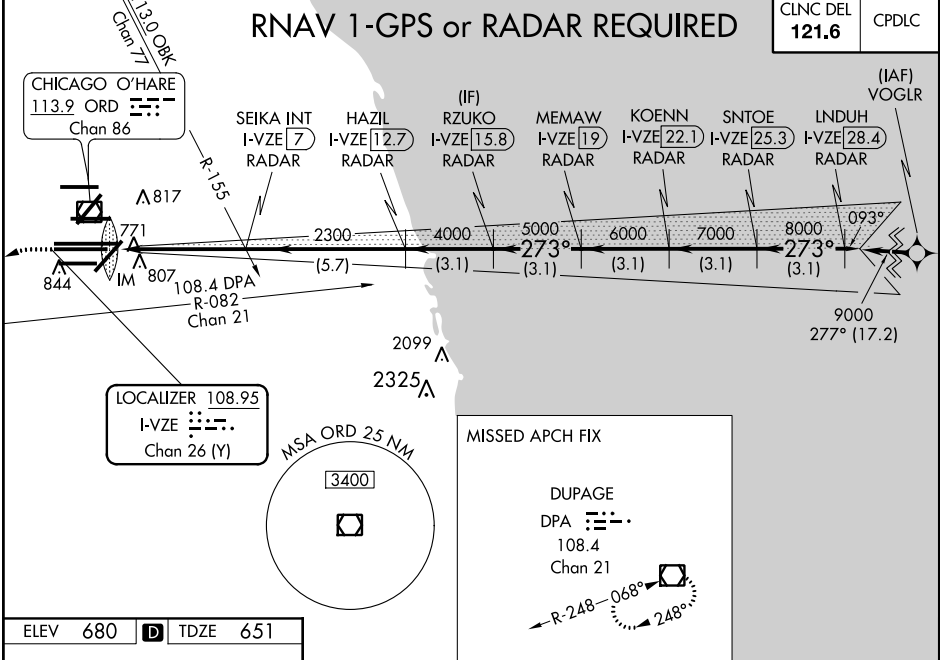 RNAV 1-GPS or RADAR REQUIRED
CLNC DEL
121.6
CPDLC
13.0 OBK
Chan 77
CHICAGO O'HARE
113.9 ORD
Chan 86
R-155
SEIKA INT
I-VZE 7
RADAR
HAZIL
I-VZE 12.7
RADAR
(IF)
RZUKO
I-VZE 15.8
RADAR
MEMAW
I-VZE 19
RADAR
KOENN
I-VZE 22.1
RADAR
SNTOE
I-VZE 25.3
RADAR
LNDUH
I-VZE 28.4
RADAR
(IAF)
VOGLR
817
771
807
844
IM
2300
4000
5000
6000
7000
8000
093°
273°
273°
(5.7)
(3.1)
(3.1)
(3.1)
(3.1)
(3.1)
9000
277° (17.2)
108.4 DPA
R-082
Chan 21
2099
2325
LOCALIZER 108.95
I-VZE
Chan 26 (Y)
MSA ORD 25 NM
3400
MISSED APCH FIX
DUPAGE
DPA
108.4
Chan 21
R-248
068°
248°
ELEV 680 D TDZE 651